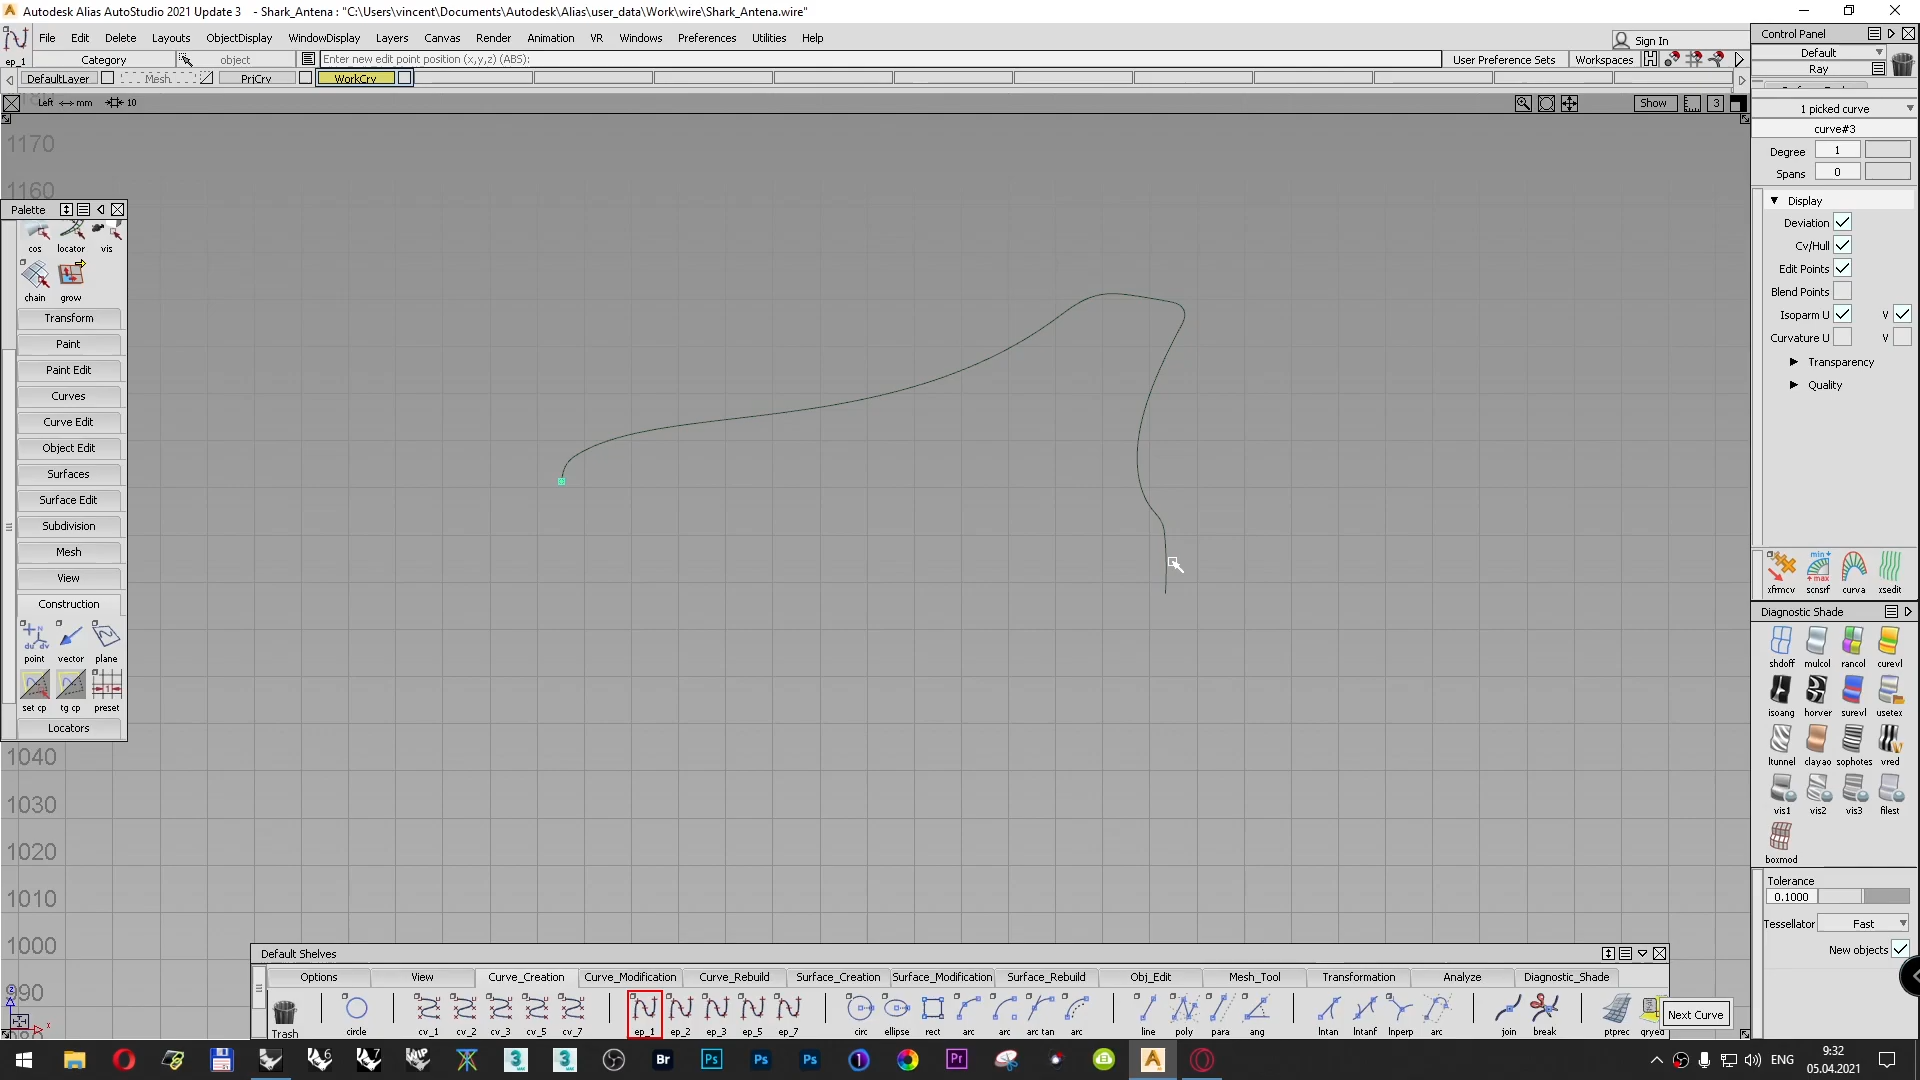 Autodesk Alias AutoStudio 2021 Update 3 - Shark_Antena : "C:\Users\vincent\Documents\Autodesk\Alias\user_data\Work\wire\Shark_Antena.wire"
File Edit Delete Layouts ObjectDisplay WindowDisplay Layers Canvas Render Animation VR Windows Preferences Utilities Help
Sign In
ep_1 Category object Enter new edit point position (x,y,z) (ABS): User Preference Sets Workspaces
DefaultLayer Mesh PrjCrv WorkCrv
Left mm 10 Show 3
1170
1160
1040
1030
1020
1010
1000
990
Palette
cos locator vis
chain grow
Transform
Paint
Paint Edit
Curves
Curve Edit
Object Edit
Surfaces
Surface Edit
Subdivision
Mesh
View
Construction
point vector plane
set cp tg cp preset
Locators
Control Panel
Default
Ray
1 picked curve
curve#3
Degree 1
Spans 0
Display
Deviation
Cv/Hull
Edit Points
Blend Points
Isoparm U V
Curvature U V
Transparency
Quality
xfrmcv scnsrf curva xsedit
Diagnostic Shade
shdoff mulcol rancol curevl
isoang horver surevl usetex
ltunnel clayao sophotes vred
vis1 vis2 vis3 filest
boxmod
Tolerance
0.1000
Tessellator Fast
New objects
Default Shelves
Options View Curve_Creation Curve_Modification Curve_Rebuild Surface_Creation Surface_Modification Surface_Rebuild Obj_Edit Mesh_Tool Transformation Analyze Diagnostic_Shade
Trash circle cv_1 cv_2 cv_3 cv_5 cv_7 ep_1 ep_2 ep_3 ep_5 ep_7 circ ellipse rect arc arc arc tan arc line poly para ang lntan lntanf lnperp arc join break ptprec qryed
Next Curve
ENG
9:32
05.04.2021